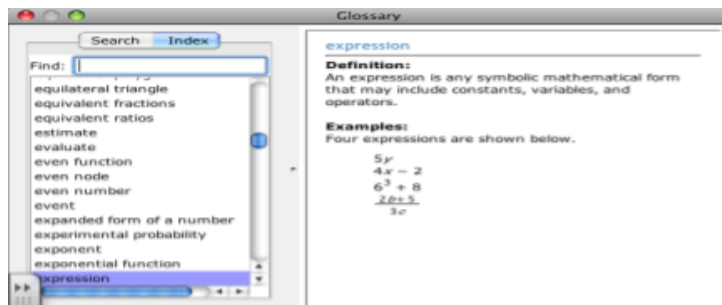 Glossary
Search Index
Find:
equilateral triangle
equivalent fractions
equivalent ratios
estimate
evaluate
even function
even node
even number
event
expanded form of a number
experimental probability
exponent
exponential function
expression
expression
Definition:
An expression is any symbolic mathematical form
that may include constants, variables, and
operators.
Examples:
Four expressions are shown below.
5y
4x − 2
6³ + 8
2b+5
3c